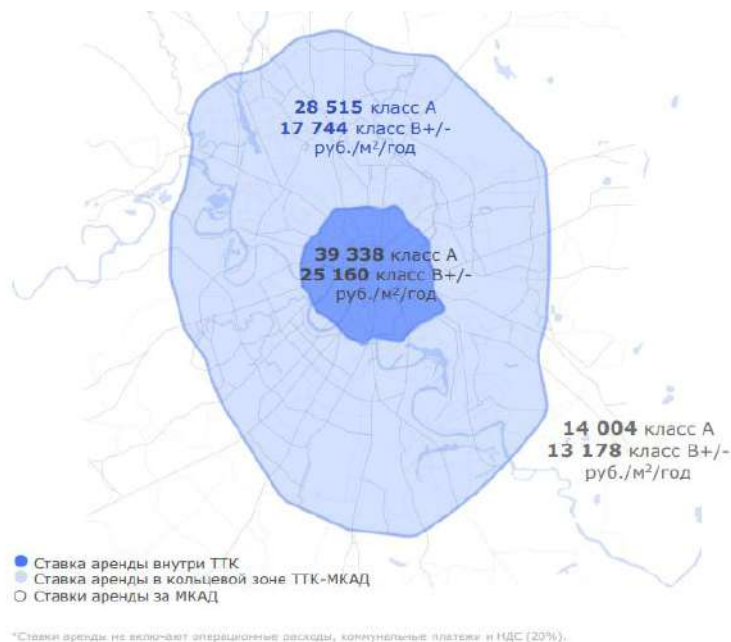 28 515 класс А
17 744 класс В+/-
руб./м²/год
39 338 класс А
25 160 класс В+/-
руб./м²/год
14 004 класс А
13 178 класс В+/-
руб./м²/год
Ставка аренды внутри ТТК
Ставка аренды в кольцевой зоне ТТК-МКАД
Ставки аренды за МКАД
*Ставки аренды не включают операционные расходы, коммунальные платежи и НДС (20%).